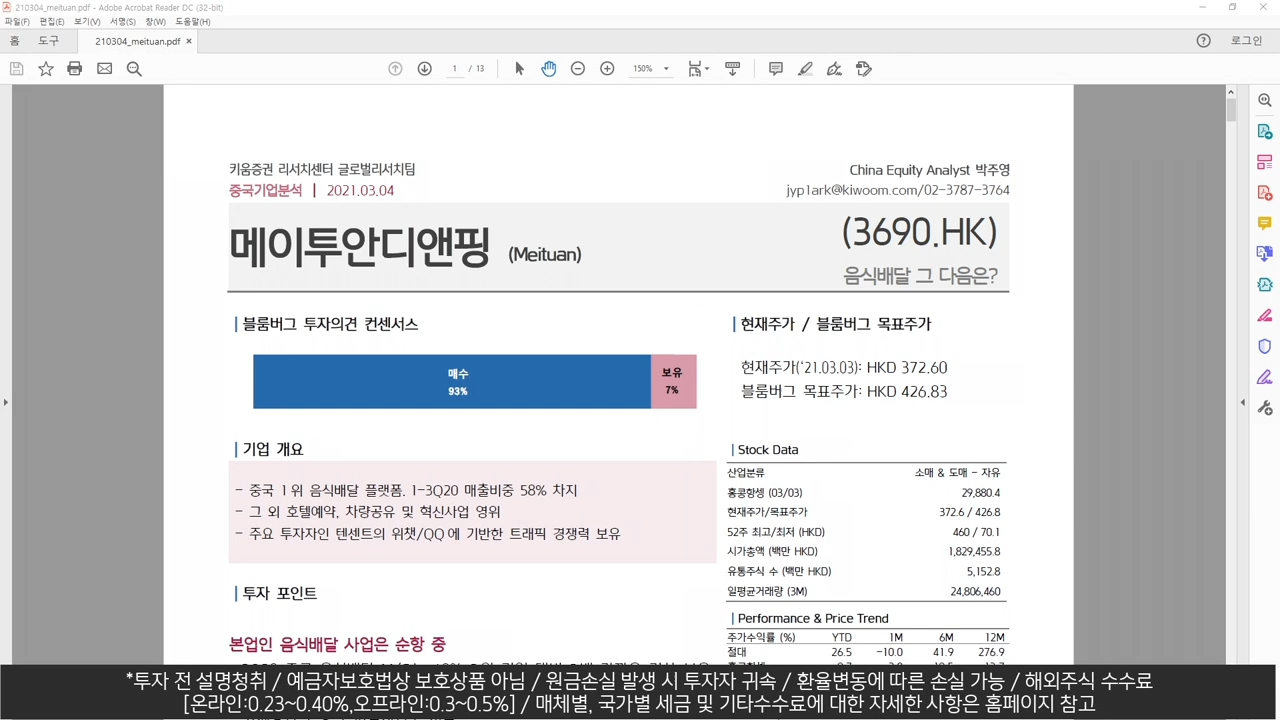 210304_meituan.pdf - Adobe Acrobat Reader DC (32-bit)
파일(F) 편집(E) 보기(V) 서명(S) 창(W) 도움말(H)
홈 도구 210304_meituan.pdf × 로그인
1 / 13 150%
키움증권 리서치센터 글로벌리서치팀
China Equity Analyst 박주영
중국기업분석 | 2021.03.04
jyp1ark@kiwoom.com/02-3787-3764
메이투안디앤핑 (Meituan)
(3690.HK)
음식배달 그 다음은?
블룸버그 투자의견 컨센서스
매수
93%
보유
7%
현재주가 / 블룸버그 목표주가
현재주가('21.03.03): HKD 372.60
블룸버그 목표주가: HKD 426.83
기업 개요
- 중국 1위 음식배달 플랫폼. 1-3Q20 매출비중 58% 차지
- 그 외 호텔예약, 차량공유 및 혁신사업 영위
- 주요 투자자인 텐센트의 위챗/QQ에 기반한 트래픽 경쟁력 보유
투자 포인트
본업인 음식배달 사업은 순항 중
Stock Data
산업분류 소매 & 도매 - 자유
홍콩항셍 (03/03) 29,880.4
현재주가/목표주가 372.6 / 426.8
52주 최고/최저 (HKD) 460 / 70.1
시가총액 (백만 HKD) 1,829,455.8
유통주식 수 (백만 HKD) 5,152.8
일평균거래량 (3M) 24,806,460
Performance & Price Trend
주가수익률 (%) YTD 1M 6M 12M
절대 26.5 -10.0 41.9 276.9
*투자 전 설명청취 / 예금자보호법상 보호상품 아님 / 원금손실 발생 시 투자자 귀속 / 환율변동에 따른 손실 가능 / 해외주식 수수료
[온라인:0.23~0.40%,오프라인:0.3~0.5%] / 매체별, 국가별 세금 및 기타수수료에 대한 자세한 사항은 홈페이지 참고